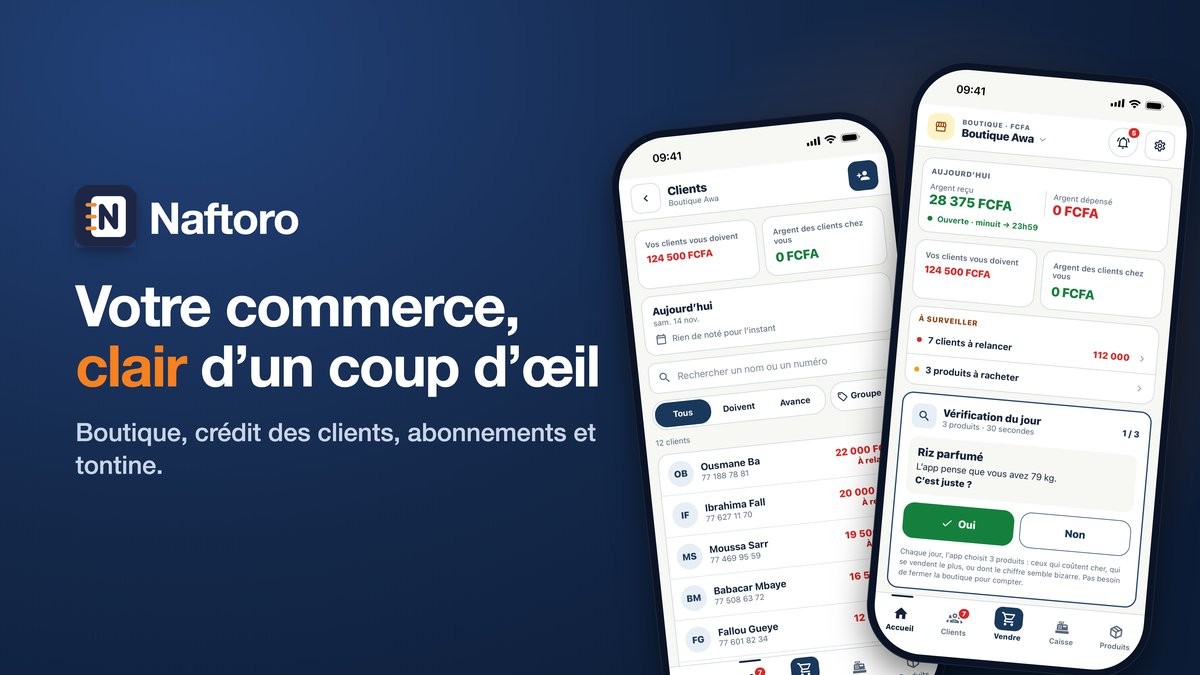 N Naftoro
Votre commerce,
clair d’un coup d’œil
Boutique, crédit des clients, abonnements et
tontine.
09:41
Clients
Boutique Awa
Vos clients vous doivent
124 500 FCFA
Argent des clients chez
vous
0 FCFA
Aujourd’hui
sam. 14 nov.
Rien de noté pour l’instant
Rechercher un nom ou un numéro
Tous
Doivent
Avance
Groupe
12 clients
OB
Ousmane Ba
77 188 78 81
22 000
IF
Ibrahima Fall
77 627 11 70
20 000
MS
Moussa Sarr
77 469 95 59
BM
Babacar Mbaye
77 508 63 72
FG
Fallou Gueye
77 601 82 34
12
7
09:41
BOUTIQUE · FCFA
Boutique Awa
5
AUJOURD’HUI
Argent reçu
28 375 FCFA
Argent dépensé
0 FCFA
Ouverte · minuit → 23h59
Vos clients vous doivent
124 500 FCFA
Argent des clients chez
vous
0 FCFA
À SURVEILLER
7 clients à relancer
112 000
3 produits à racheter
Vérification du jour
3 produits · 30 secondes
1 / 3
Riz parfumé
L’app pense que vous avez 79 kg.
C’est juste ?
Oui
Non
Chaque jour, l’app choisit 3 produits : ceux qui coûtent cher, qui
se vendent le plus, ou dont le chiffre semble bizarre. Pas besoin
de fermer la boutique pour compter.
Accueil
7
Clients
Vendre
Caisse
Produits